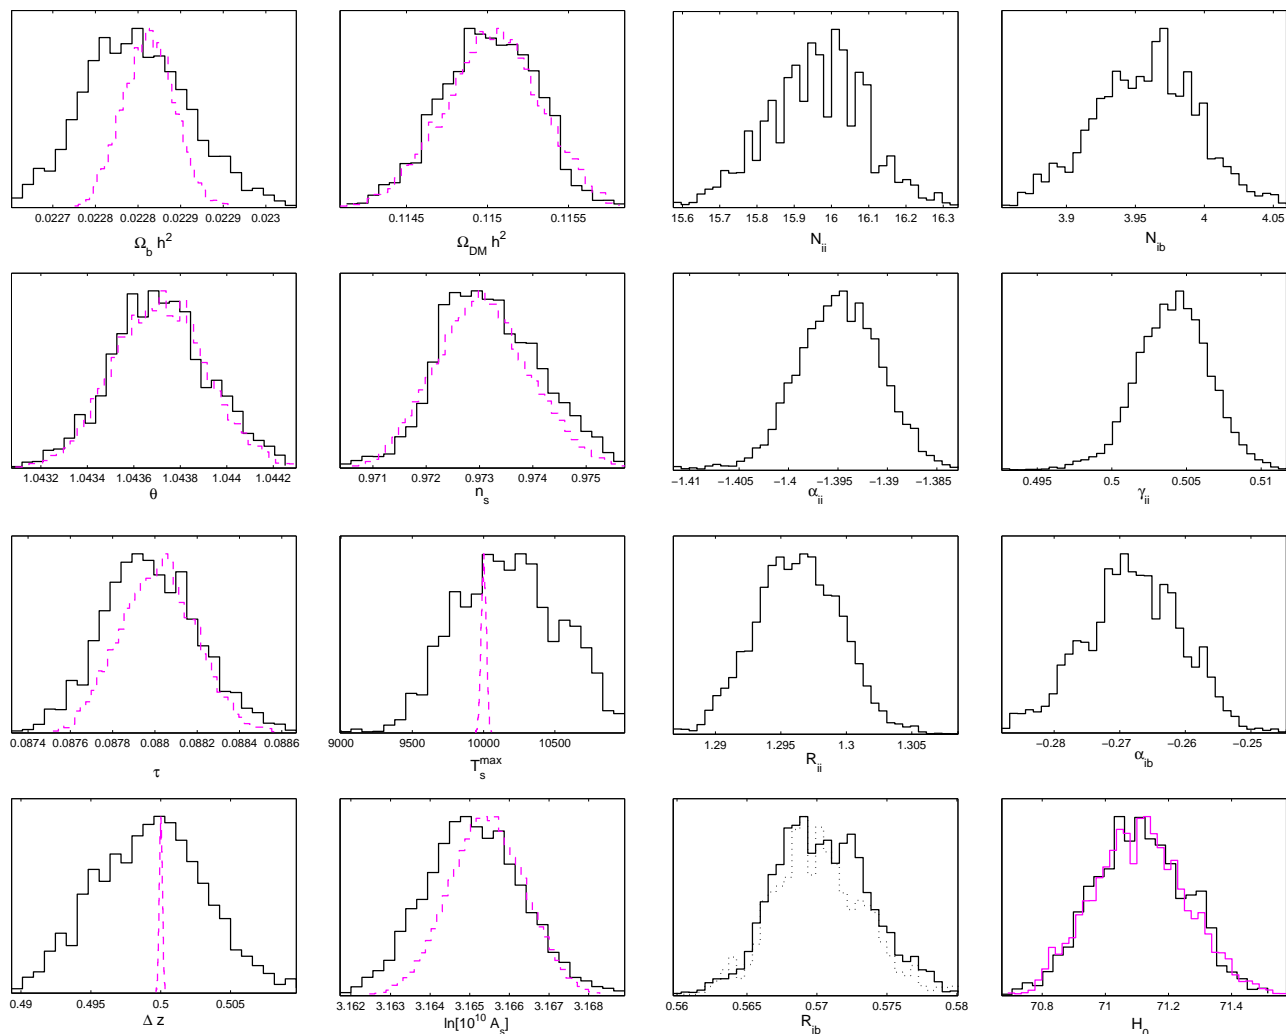 0.0227 0.0228 0.0228 0.0229 0.0229 0.023
Ω_b h^2
0.1145 0.115 0.1155
Ω_DM h^2
15.6 15.7 15.8 15.9 16 16.1 16.2 16.3
N_ii
3.9 3.95 4 4.05
N_ib
1.0432 1.0434 1.0436 1.0438 1.044 1.0442
θ
0.971 0.972 0.973 0.974 0.975
n_s
−1.41 −1.405 −1.4 −1.395 −1.39 −1.385
α_ii
0.495 0.5 0.505 0.51
γ_ii
0.0874 0.0876 0.0878 0.088 0.0882 0.0884 0.0886
τ
9000 9500 10000 10500
T_s^max
1.29 1.295 1.3 1.305
R_ii
−0.28 −0.27 −0.26 −0.25
α_ib
0.49 0.495 0.5 0.505
Δ z
3.162 3.163 3.164 3.165 3.166 3.167 3.168
ln[10^10 A_s]
0.56 0.565 0.57 0.575 0.58
R_ib
70.8 71 71.2 71.4
H_0